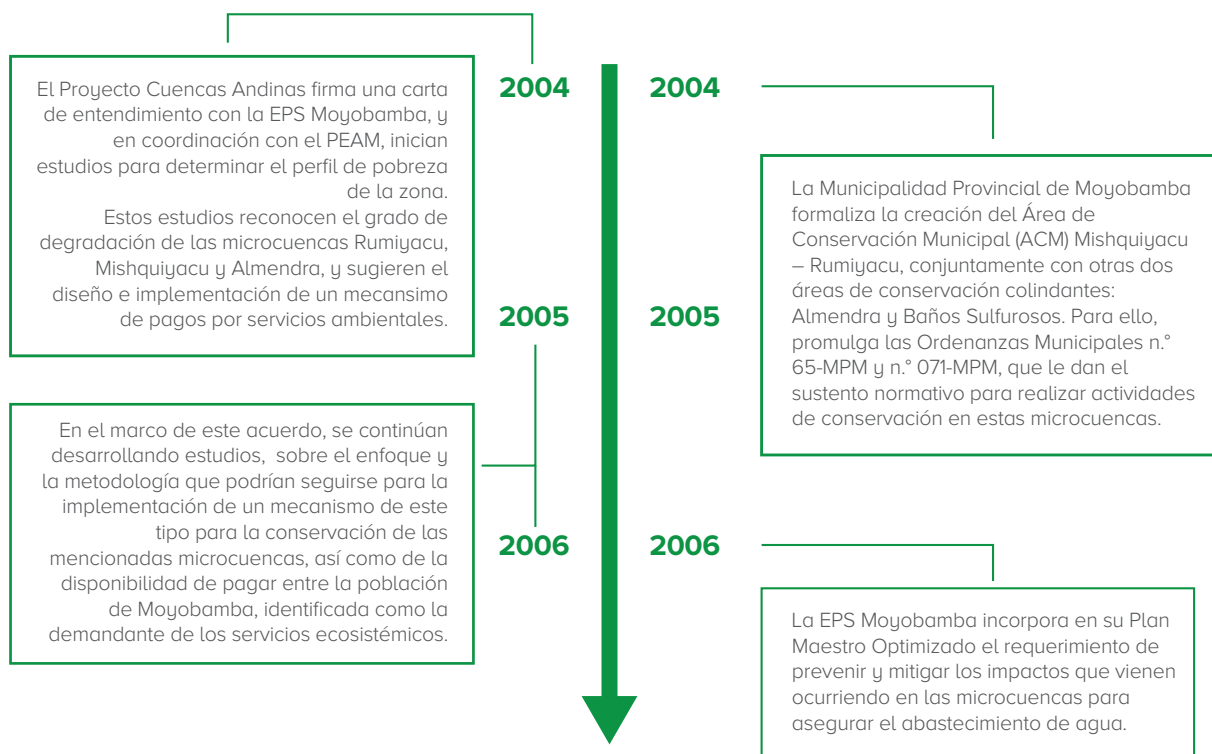 2004
El Proyecto Cuencas Andinas firma una carta
de entendimiento con la EPS Moyobamba, y
en coordinación con el PEAM, inician
estudios para determinar el perfil de pobreza
de la zona.
Estos estudios reconocen el grado de
degradación de las microcuencas Rumiyacu,
Mishquiyacu y Almendra, y sugieren el
diseño e implementación de un mecansimo
de pagos por servicios ambientales.
2005
En el marco de este acuerdo, se continúan
desarrollando estudios, sobre el enfoque y
la metodología que podrían seguirse para la
implementación de un mecanismo de este
tipo para la conservación de las
mencionadas microcuencas, así como de la
disponibilidad de pagar entre la población
de Moyobamba, identificada como la
demandante de los servicios ecosistémicos.
2006
2004
La Municipalidad Provincial de Moyobamba
formaliza la creación del Área de
Conservación Municipal (ACM) Mishquiyacu
– Rumiyacu, conjuntamente con otras dos
áreas de conservación colindantes:
Almendra y Baños Sulfurosos. Para ello,
promulga las Ordenanzas Municipales n.°
65-MPM y n.° 071-MPM, que le dan el
sustento normativo para realizar actividades
de conservación en estas microcuencas.
2005
2006
La EPS Moyobamba incorpora en su Plan
Maestro Optimizado el requerimiento de
prevenir y mitigar los impactos que vienen
ocurriendo en las microcuencas para
asegurar el abastecimiento de agua.